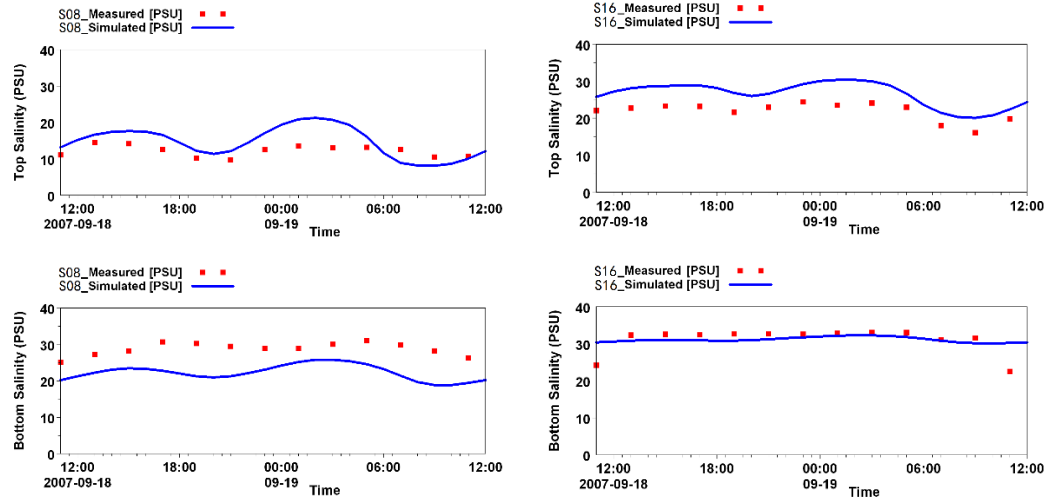 S08_Measured [PSU]
S08_Simulated [PSU]
Top Salinity (PSU)
40
30
20
10
0
12:00 18:00 00:00 06:00 12:00
2007-09-18 09-19
Time
S16_Measured [PSU]
S16_Simulated [PSU]
Top Salinity (PSU)
40
30
20
10
0
12:00 18:00 00:00 06:00 12:00
2007-09-18 09-19
Time
S08_Measured [PSU]
S08_Simulated [PSU]
Bottom Salinity (PSU)
40
30
20
10
0
12:00 18:00 00:00 06:00 12:00
2007-09-18 09-19
Time
S16_Measured [PSU]
S16_Simulated [PSU]
Bottom Salinity (PSU)
40
30
20
10
0
12:00 18:00 00:00 06:00 12:00
2007-09-18 09-19
Time